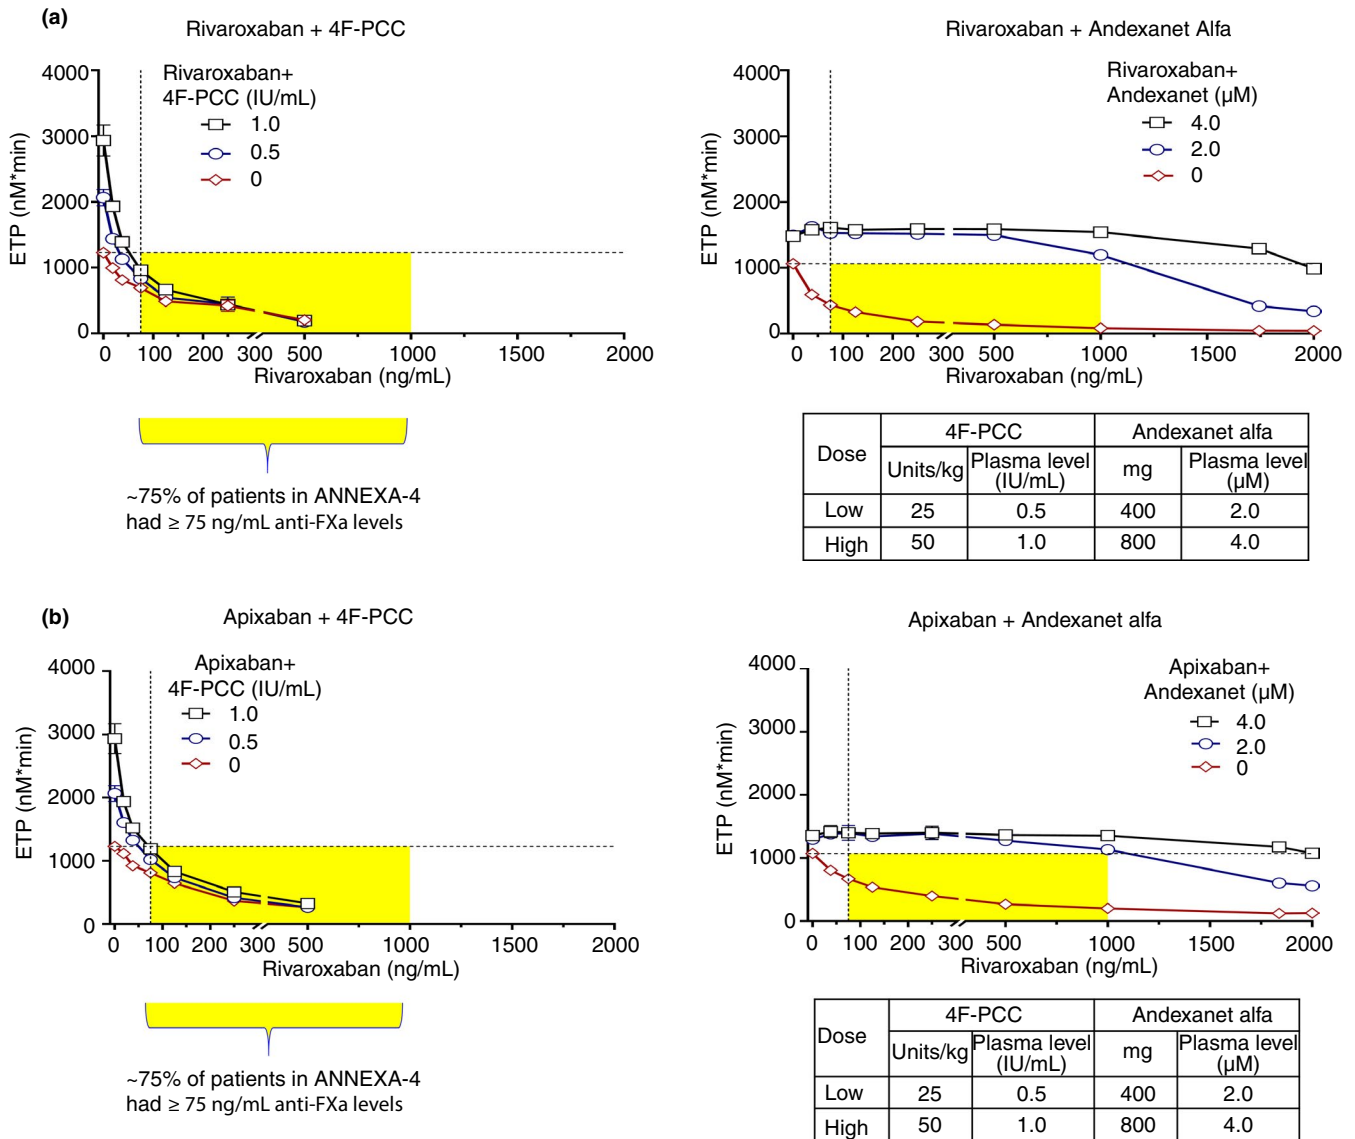 (a)
Rivaroxaban + 4F-PCC
Rivaroxaban+
4F-PCC (IU/mL)
1.0
0.5
0
4000
3000
2000
1000
0
ETP (nM*min)
0 100 200 300 500 1000 1500 2000
Rivaroxaban (ng/mL)
~75% of patients in ANNEXA-4
had ≥ 75 ng/mL anti-FXa levels
Rivaroxaban + Andexanet Alfa
Rivaroxaban+
Andexanet (µM)
4.0
2.0
0
4000
3000
2000
1000
0
ETP (nM*min)
0 100 200 300 500 1000 1500 2000
Rivaroxaban (ng/mL)
Dose 4F-PCC Andexanet alfa
Units/kg Plasma level (IU/mL) mg Plasma level (µM)
Low 25 0.5 400 2.0
High 50 1.0 800 4.0
(b)
Apixaban + 4F-PCC
Apixaban+
4F-PCC (IU/mL)
1.0
0.5
0
4000
3000
2000
1000
0
ETP (nM*min)
0 100 200 300 500 1000 1500 2000
Rivaroxaban (ng/mL)
~75% of patients in ANNEXA-4
had ≥ 75 ng/mL anti-FXa levels
Apixaban + Andexanet alfa
Apixaban+
Andexanet (µM)
4.0
2.0
0
4000
3000
2000
1000
0
ETP (nM*min)
0 100 200 300 500 1000 1500 2000
Rivaroxaban (ng/mL)
Dose 4F-PCC Andexanet alfa
Units/kg Plasma level (IU/mL) mg Plasma level (µM)
Low 25 0.5 400 2.0
High 50 1.0 800 4.0